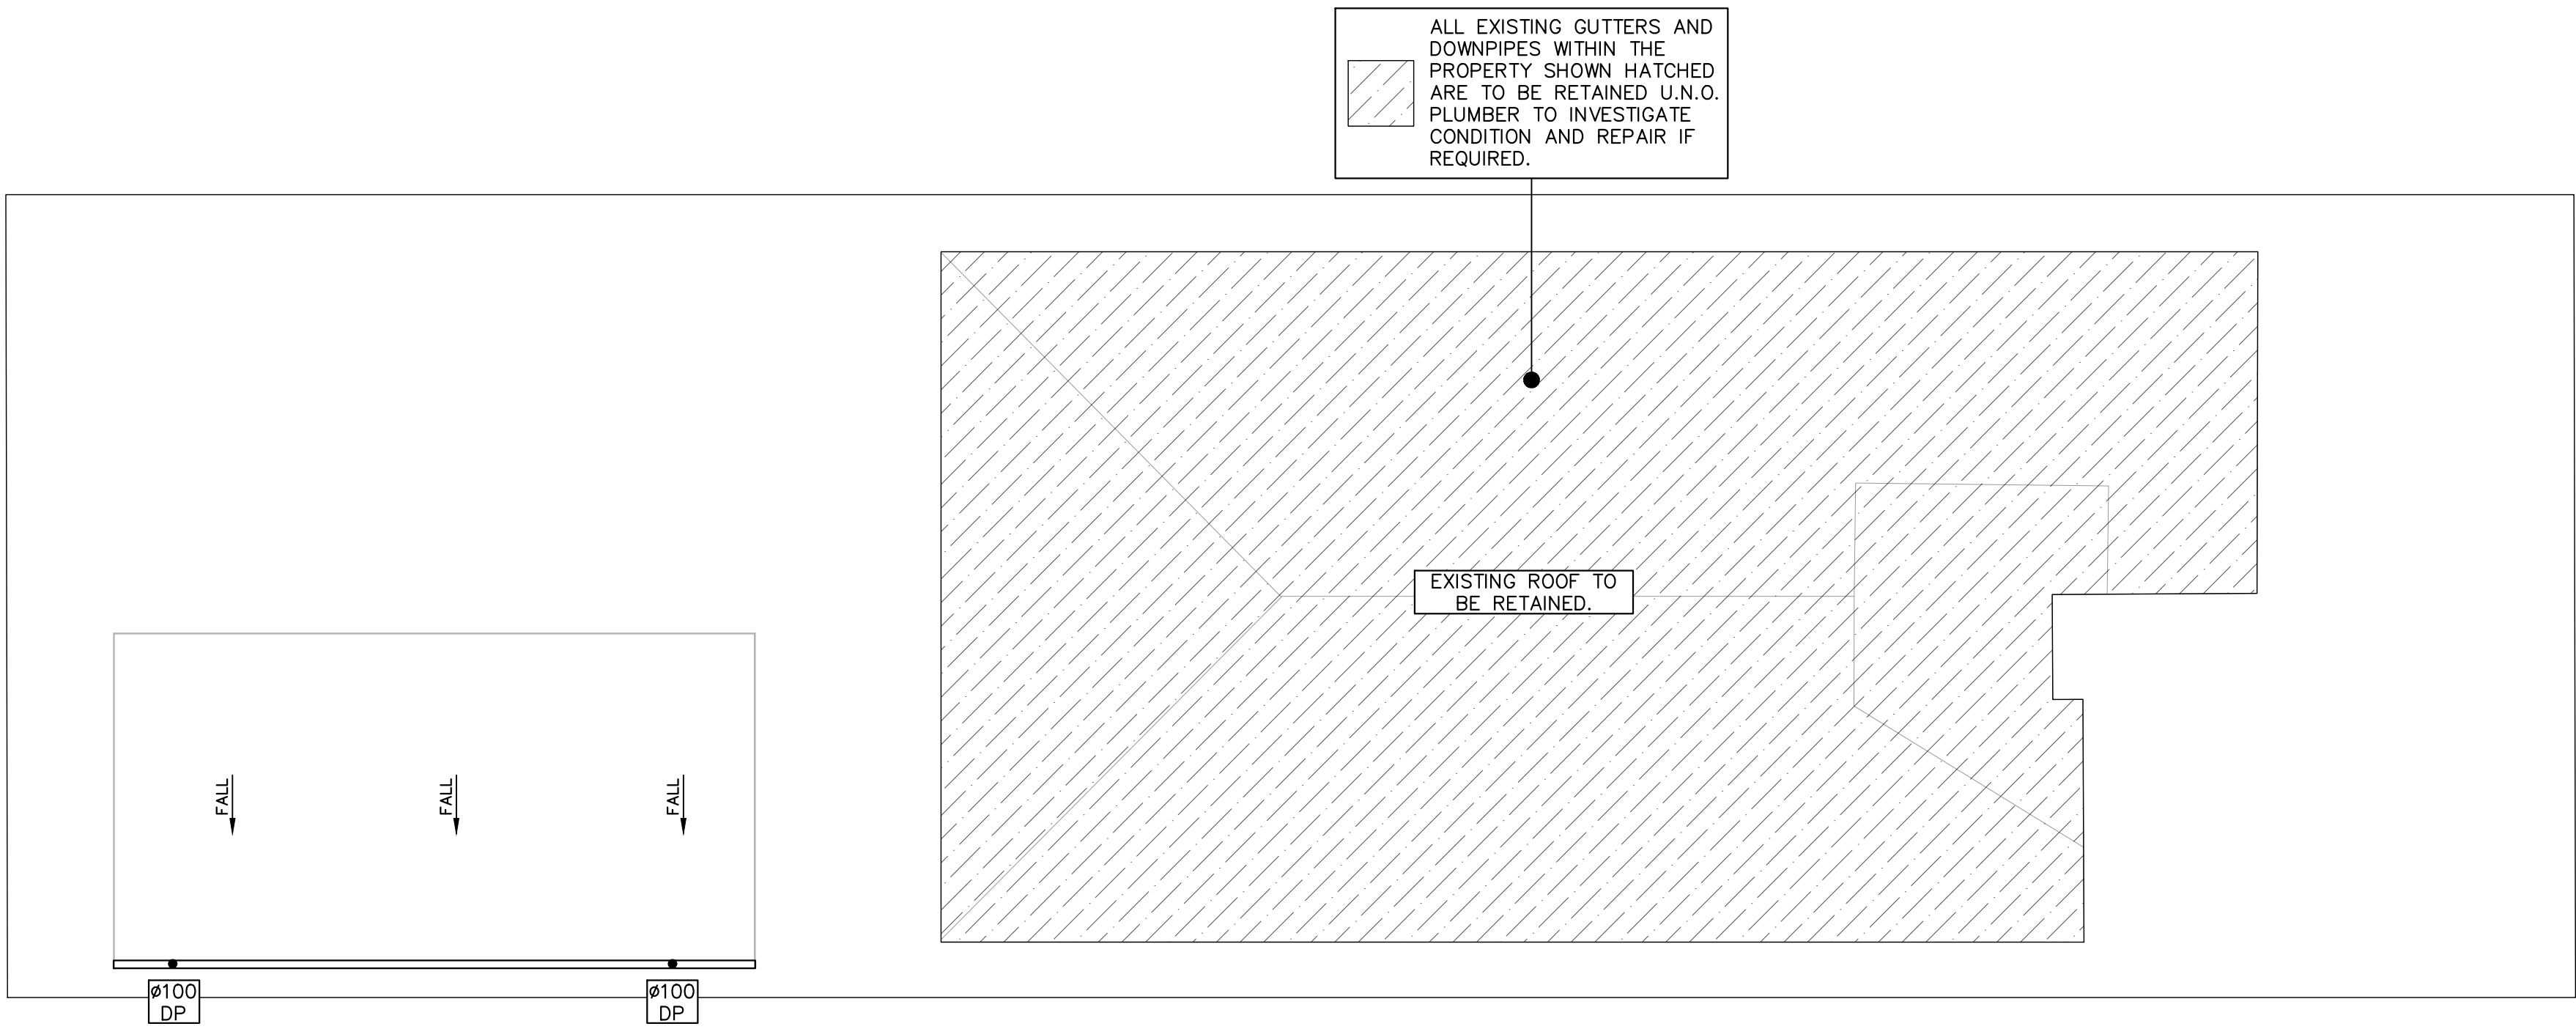 ALL EXISTING GUTTERS AND
DOWNPIPES WITHIN THE
PROPERTY SHOWN HATCHED
ARE TO BE RETAINED U.N.O.
PLUMBER TO INVESTIGATE
CONDITION AND REPAIR IF
REQUIRED.
EXISTING ROOF TO
BE RETAINED.
FALL
FALL
FALL
Ø100
DP
Ø100
DP